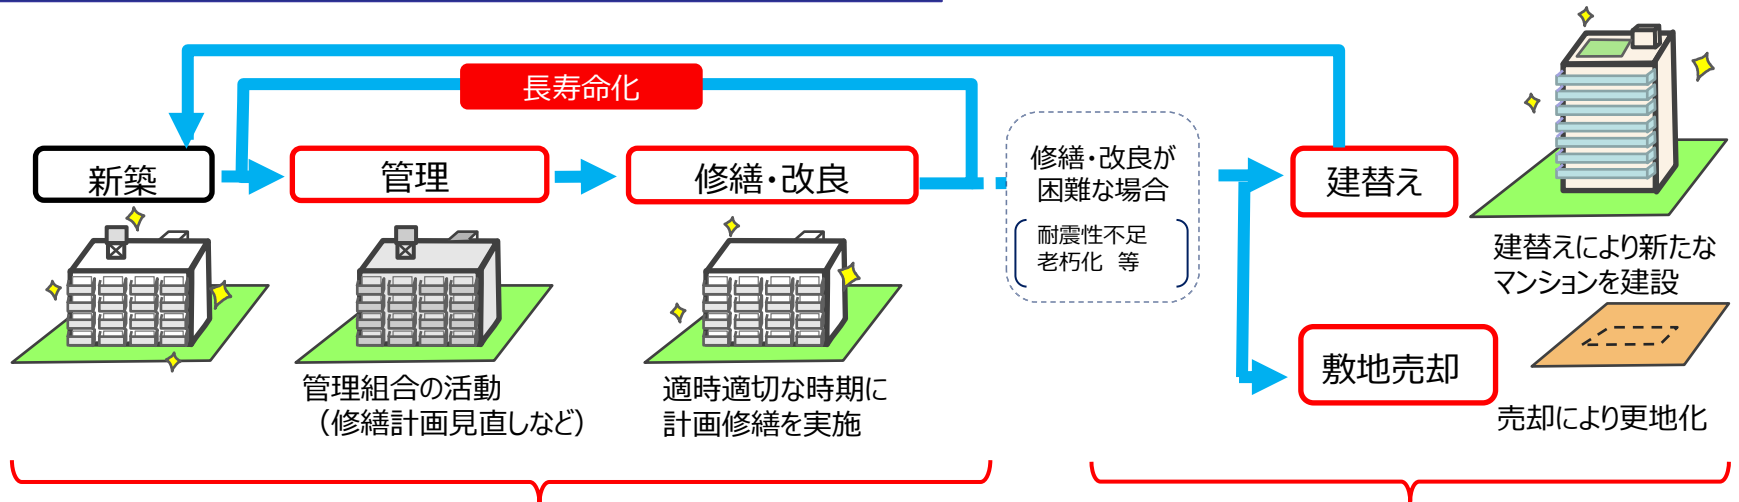 長寿命化
新築
管理
修繕・改良
修繕・改良が
困難な場合
耐震性不足
老朽化 等
建替え
建替えにより新たな
マンションを建設
敷地売却
売却により更地化
管理組合の活動
（修繕計画見直しなど）
適時適切な時期に
計画修繕を実施